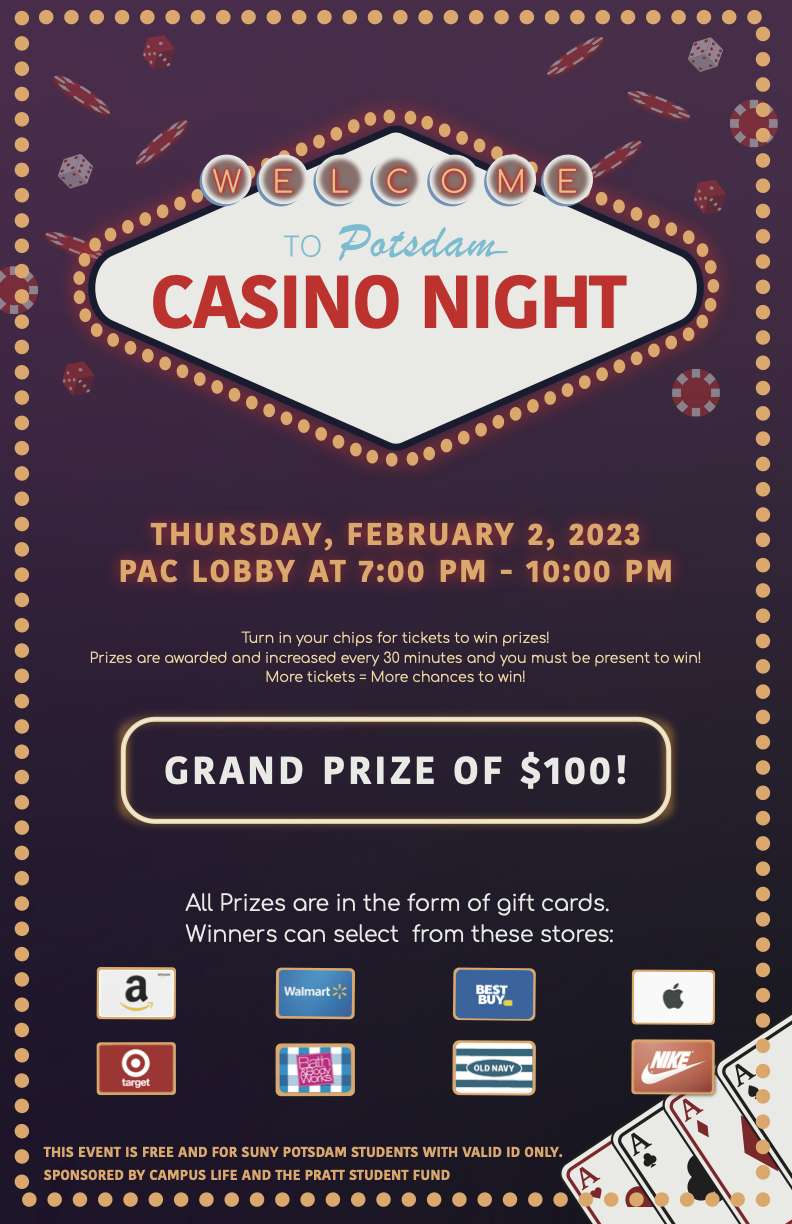 WELCOME
TO Potsdam
CASINO NIGHT
THURSDAY, FEBRUARY 2, 2023
PAC LOBBY AT 7:00 PM - 10:00 PM
Turn in your chips for tickets to win prizes!
Prizes are awarded and increased every 30 minutes and you must be present to win!
More tickets = More chances to win!
GRAND PRIZE OF $100!
All Prizes are in the form of gift cards.
Winners can select from these stores:
a
Walmart
BEST
BUY
target
Bath
& Body
Works
OLD NAVY
NIKE
THIS EVENT IS FREE AND FOR SUNY POTSDAM STUDENTS WITH VALID ID ONLY.
SPONSORED BY CAMPUS LIFE AND THE PRATT STUDENT FUND
A
A
A
A